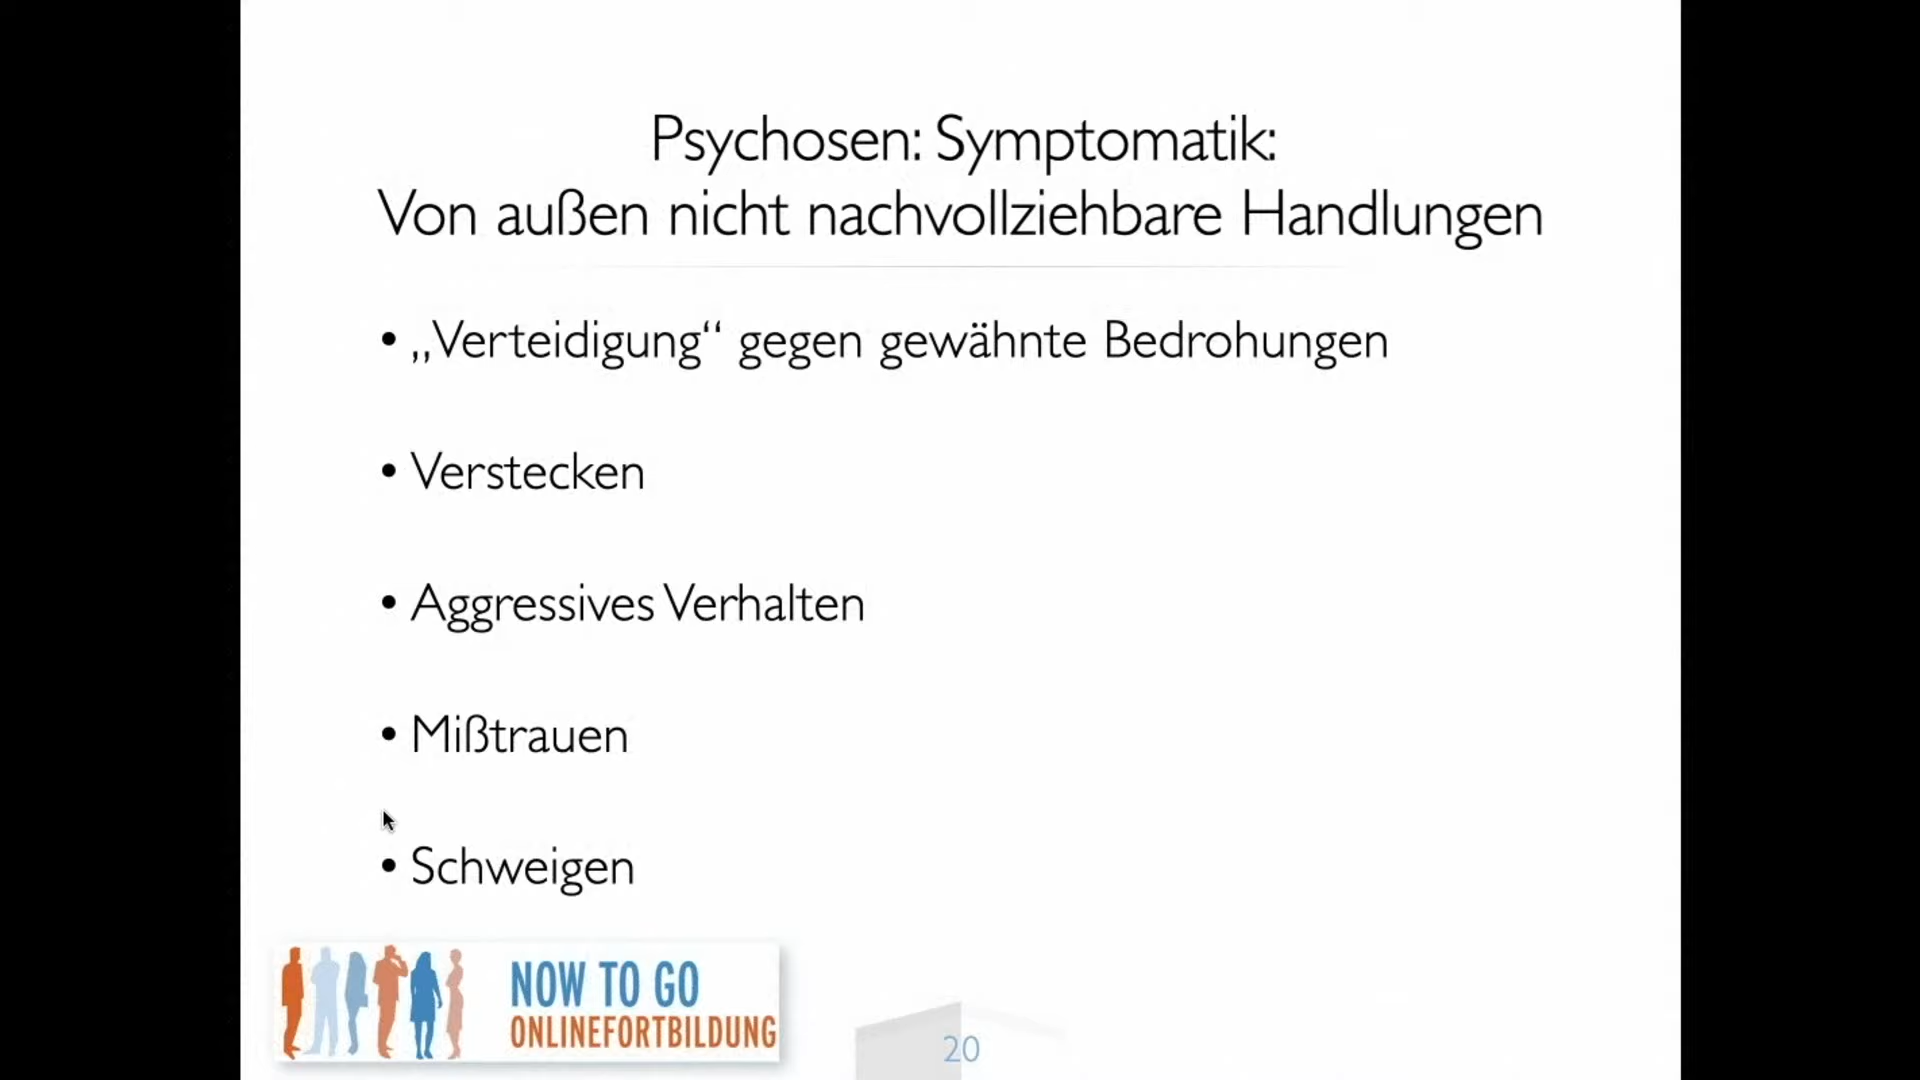 Psychosen: Symptomatik:
Von außen nicht nachvollziehbare Handlungen
• „Verteidigung“ gegen gewähnte Bedrohungen
• Verstecken
• Aggressives Verhalten
• Mißtrauen
• Schweigen
NOW TO GO
ONLINEFORTBILDUNG
20